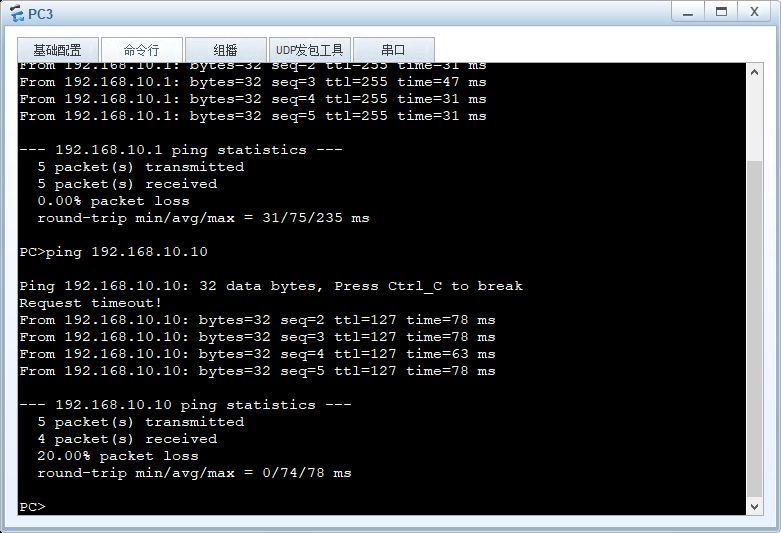 PC3
基础配置 命令行 组播 UDP发包工具 串口
From 192.168.10.1: bytes=32 seq=2 ttl=255 time=31 ms
From 192.168.10.1: bytes=32 seq=3 ttl=255 time=47 ms
From 192.168.10.1: bytes=32 seq=4 ttl=255 time=31 ms
From 192.168.10.1: bytes=32 seq=5 ttl=255 time=31 ms
--- 192.168.10.1 ping statistics ---
5 packet(s) transmitted
5 packet(s) received
0.00% packet loss
round-trip min/avg/max = 31/75/235 ms
PC>ping 192.168.10.10
Ping 192.168.10.10: 32 data bytes, Press Ctrl_C to break
Request timeout!
From 192.168.10.10: bytes=32 seq=2 ttl=127 time=78 ms
From 192.168.10.10: bytes=32 seq=3 ttl=127 time=78 ms
From 192.168.10.10: bytes=32 seq=4 ttl=127 time=63 ms
From 192.168.10.10: bytes=32 seq=5 ttl=127 time=78 ms
--- 192.168.10.10 ping statistics ---
5 packet(s) transmitted
4 packet(s) received
20.00% packet loss
round-trip min/avg/max = 0/74/78 ms
PC>